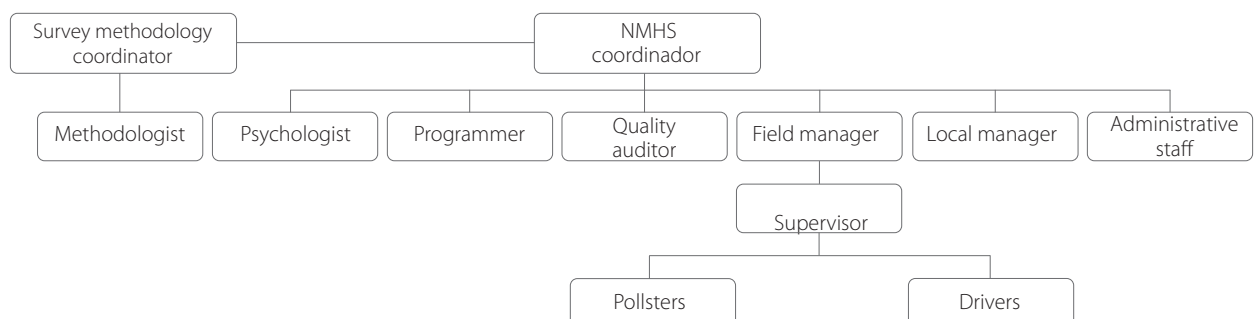 Survey methodology
coordinator
NMHS
coordinador
Methodologist
Psychologist
Programmer
Quality
auditor
Field manager
Local manager
Administrative
staff
Supervisor
Pollsters
Drivers